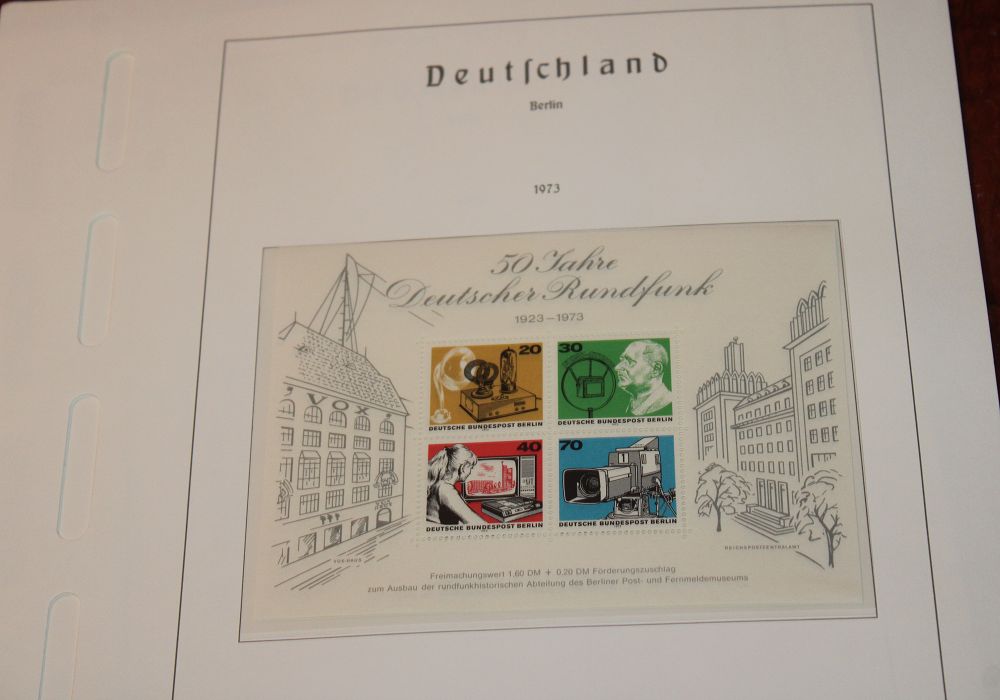 Deutſchland
Berlin
1973
50 Jahre
Deutscher Rundfunk
1923-1973
20
DEUTSCHE BUNDESPOST BERLIN
30
DEUTSCHE BUNDESPOST BERLIN
40
DEUTSCHE BUNDESPOST BERLIN
70
DEUTSCHE BUNDESPOST BERLIN
VOX
VOX-HAUS
REICHSPOSTZENTRALAMT
Freimachungswert 1,60 DM + 0,20 DM Förderungszuschlag
zum Ausbau der rundfunkhistorischen Abteilung des Berliner Post- und Fernmeldemuseums